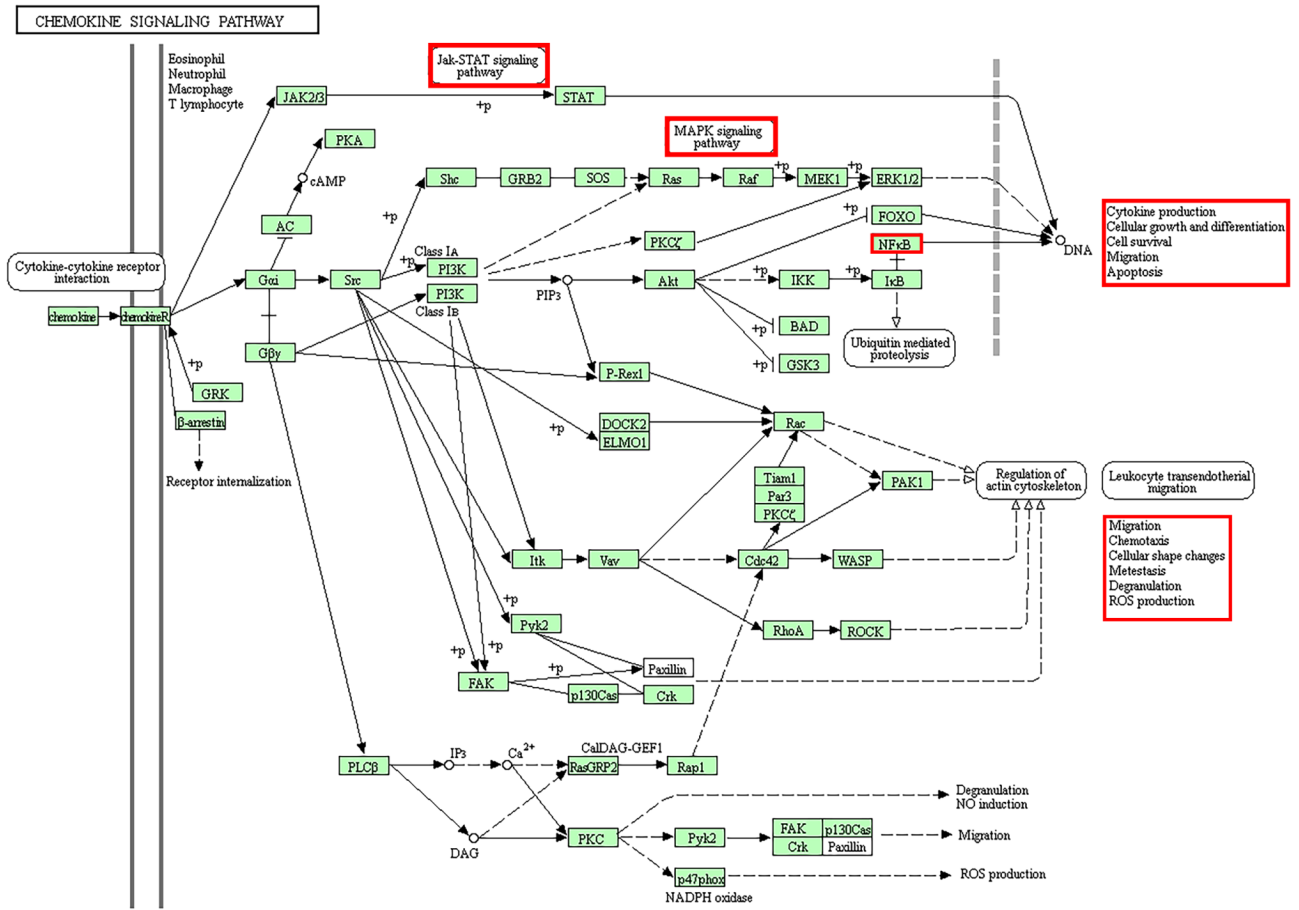 CHEMOKINE SIGNALING PATHWAY
Eosinophil
Neutrophil
Macrophage
T lymphocyte
Jak-STAT signaling
pathway
JAK2/3
+p
STAT
MAPK signaling
pathway
PKA
cAMP
AC
+p
Shc
GRB2
SOS
Ras
Raf
+p
MEK1
+p
ERK1/2
+p
FOXO
NFκB
DNA
Cytokine production
Cellular growth and differentiation
Cell survival
Migration
Apoptosis
Cytokine-cytokine receptor
interaction
chemokine
chemokineR
Gαi
Src
+p
Class IA
PI3K
PI3K
Class IB
PKCζ
PIP3
Akt
+p
IKK
+p
IκB
Ubiquitin mediated
proteolysis
+p
BAD
+p
GSK3
Gβγ
+p
GRK
β-arrestin
Receptor internalization
P-Rex1
+p
DOCK2
ELMO1
Rac
Tiam1
Par3
PKCζ
PAK1
Regulation of
actin cytoskeleton
Leukocyte transendotherial
migration
Migration
Chemotaxis
Cellular shape changes
Metestasis
Degranulation
ROS production
Itk
Vav
Cdc42
WASP
+p
Pyk2
RhoA
ROCK
+p
+p
FAK
+p
Paxillin
p130Cas
Crk
PLCβ
IP3
Ca2+
CalDAG-GEF1
RasGRP2
Rap1
DAG
PKC
Degranulation
NO induction
Pyk2
FAK
p130Cas
Crk
Paxillin
Migration
p47phox
NADPH oxidase
ROS production